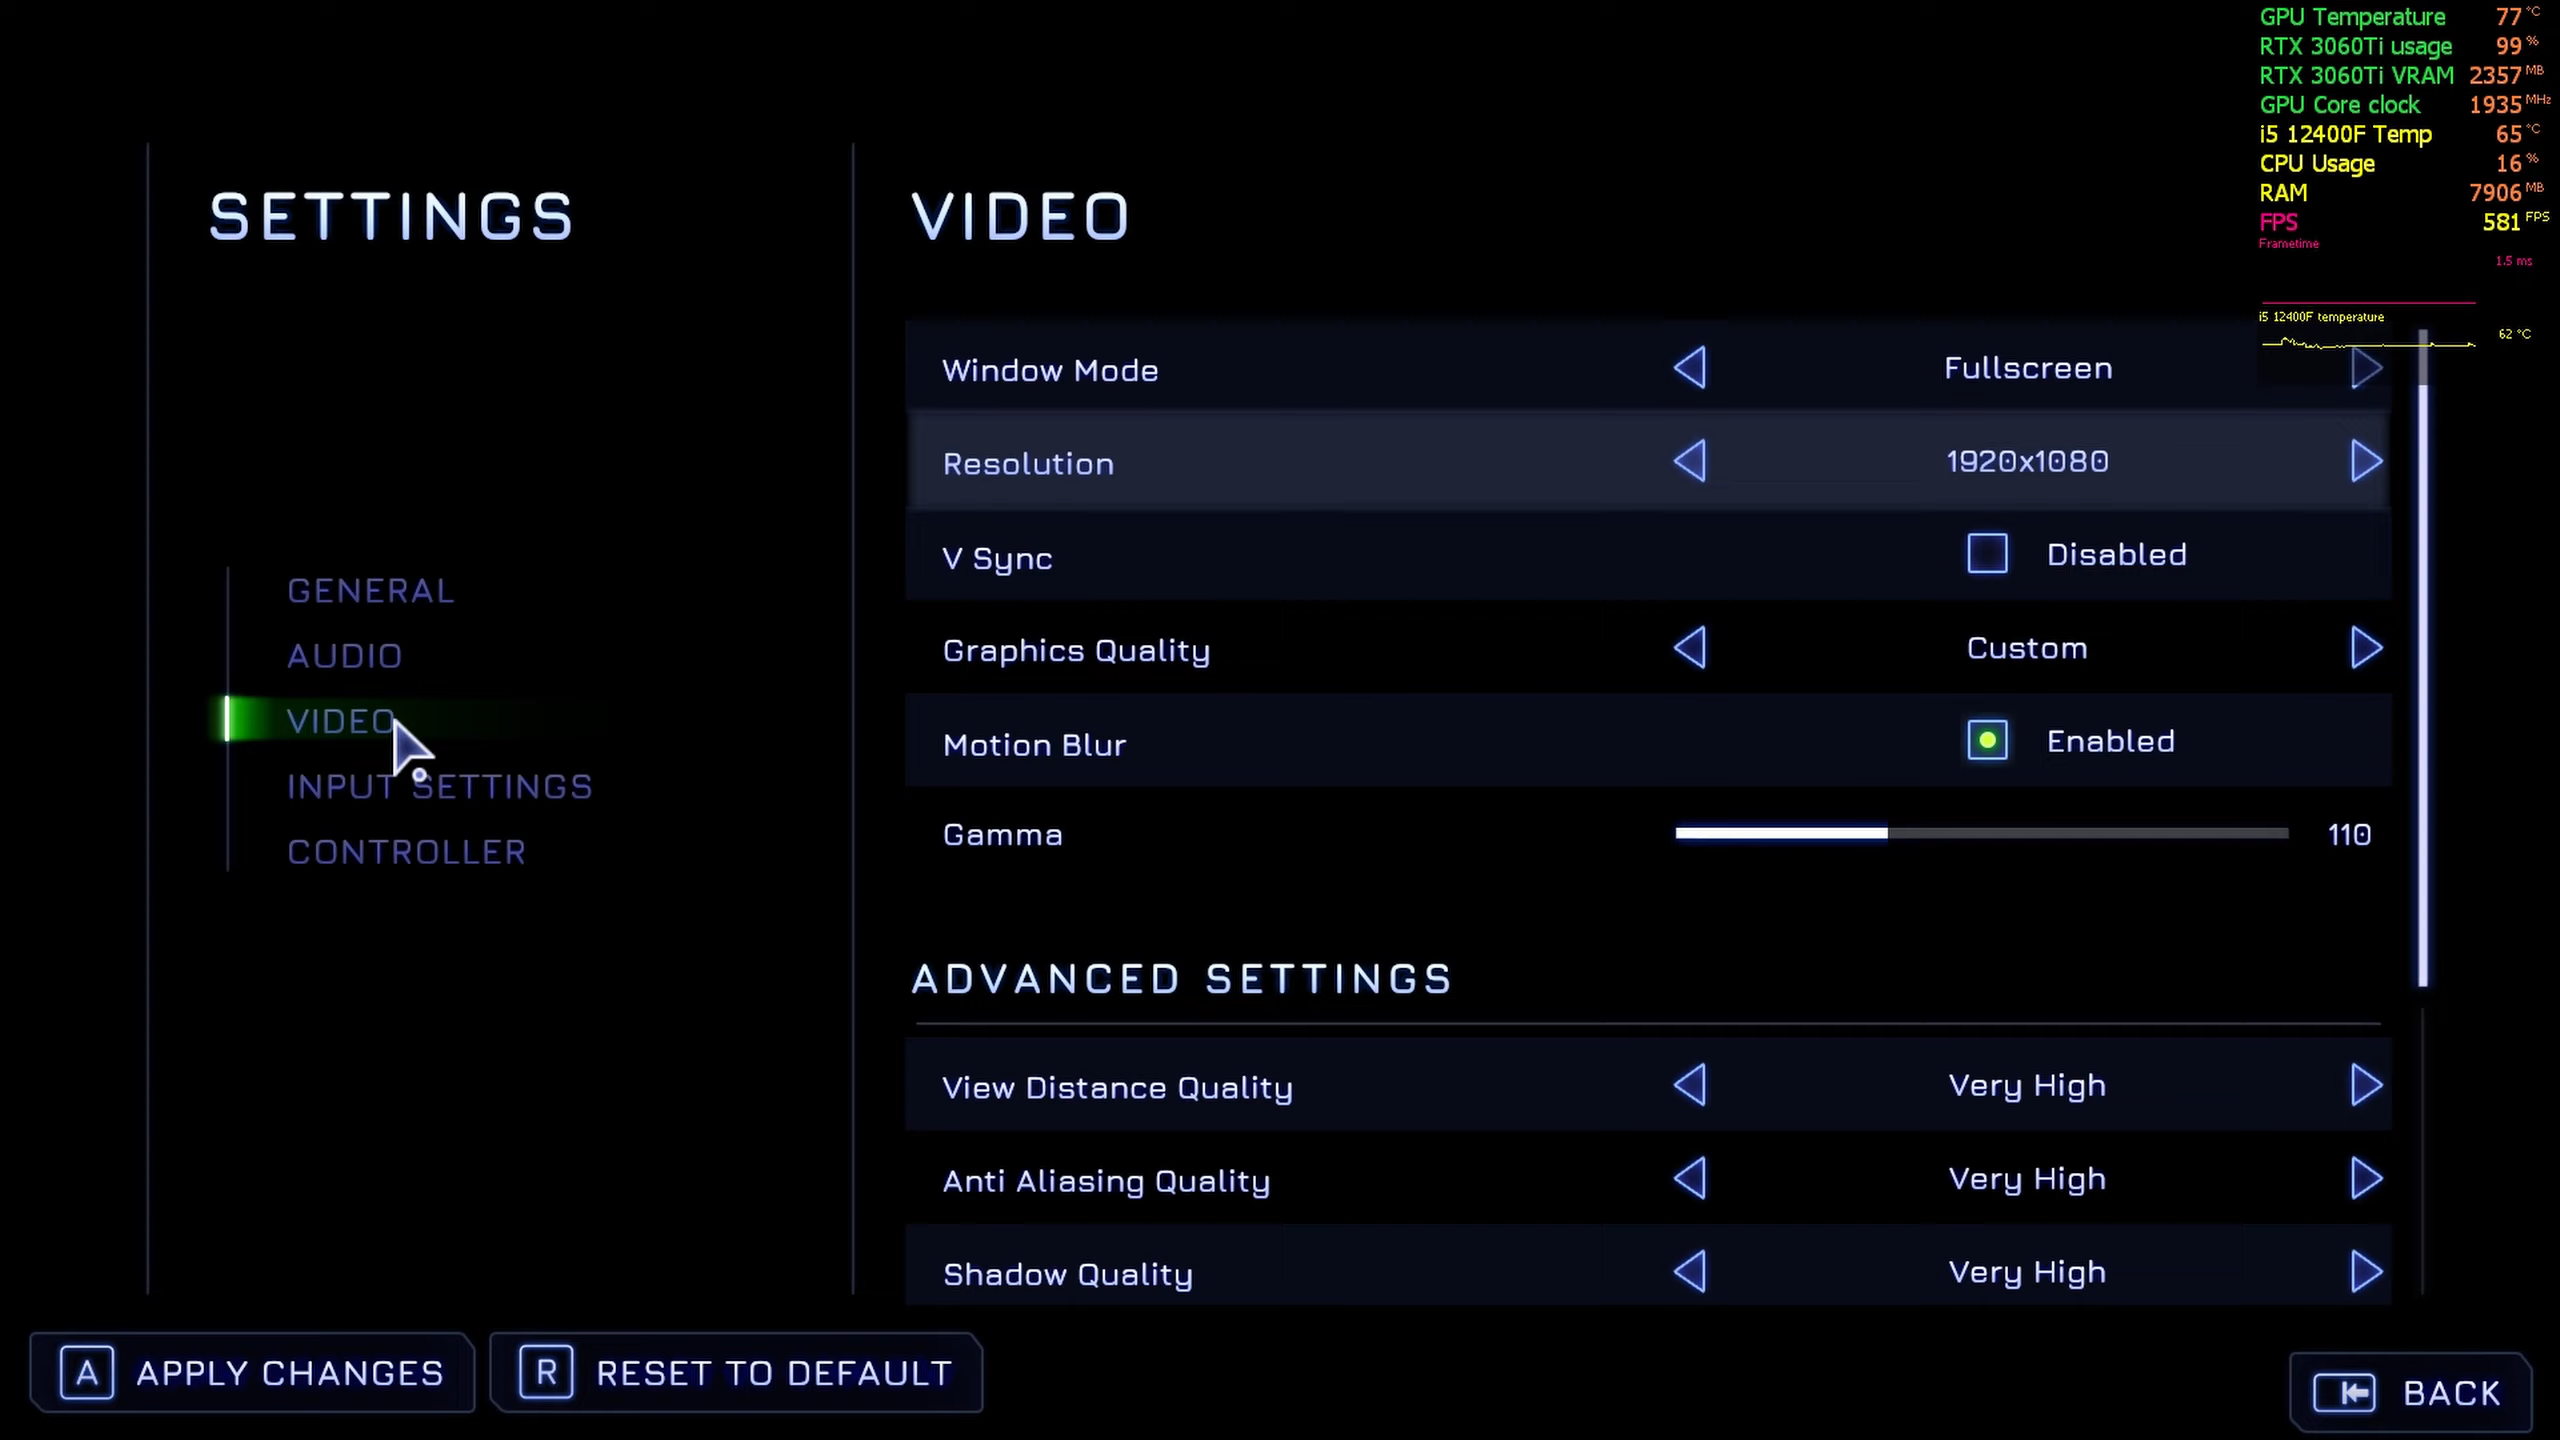 GPU Temperature 77 °C
RTX 3060Ti usage 99 %
RTX 3060Ti VRAM 2357 MB
GPU Core clock 1935 MHz
i5 12400F Temp 65 °C
CPU Usage 16 %
RAM 7906 MB
FPS 581 FPS
Frametime
1.5 ms
i5 12400F temperature
62 °C
SETTINGS
GENERAL
AUDIO
VIDEO
INPUT SETTINGS
CONTROLLER
VIDEO
Window Mode Fullscreen
Resolution 1920x1080
V Sync Disabled
Graphics Quality Custom
Motion Blur Enabled
Gamma 110
ADVANCED SETTINGS
View Distance Quality Very High
Anti Aliasing Quality Very High
Shadow Quality Very High
A APPLY CHANGES
R RESET TO DEFAULT
BACK